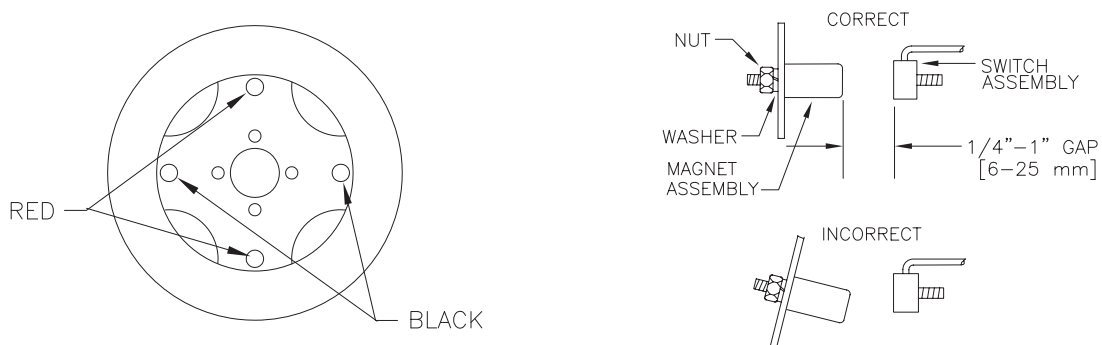 RED
BLACK
CORRECT
NUT
SWITCH
ASSEMBLY
WASHER
MAGNET
ASSEMBLY
1/4”–1” GAP
[6–25 mm]
INCORRECT